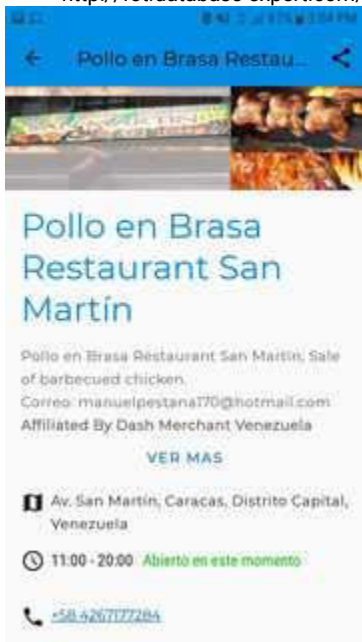 Pollo en Brasa Restau...
Pollo en Brasa
Restaurant San
Martín
Pollo en Brasa Restaurant San Martin, Sale
of barbecued chicken.
Correo: manuelpestana170@hotmail.com
Affiliated By Dash Merchant Venezuela
VER MAS
Av. San Martín, Caracas, Distrito Capital,
Venezuela
11:00 - 20:00 Abierto en este momento
+58 4267177284